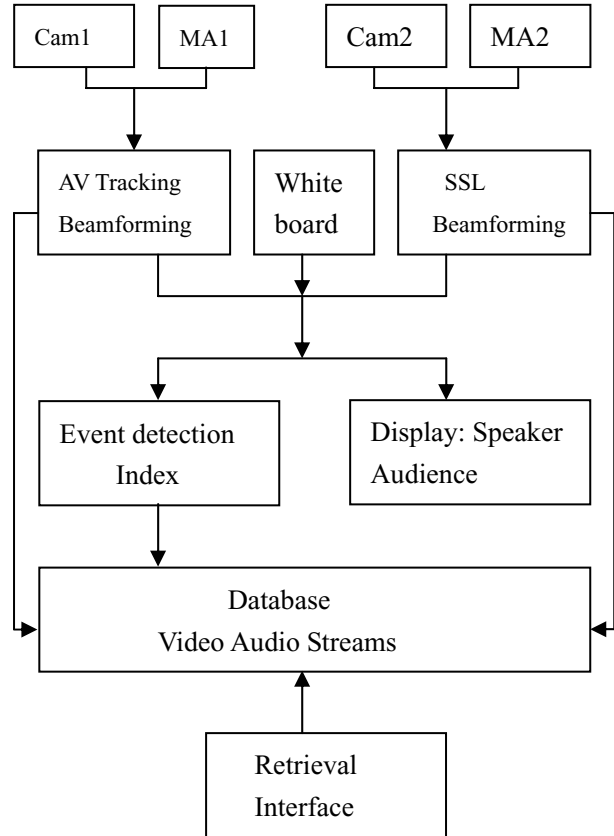 Cam1
MA1
Cam2
MA2
AV Tracking
Beamforming
White
board
SSL
Beamforming
Event detection
Index
Display: Speaker
Audience
Database
Video Audio Streams
Retrieval
Interface